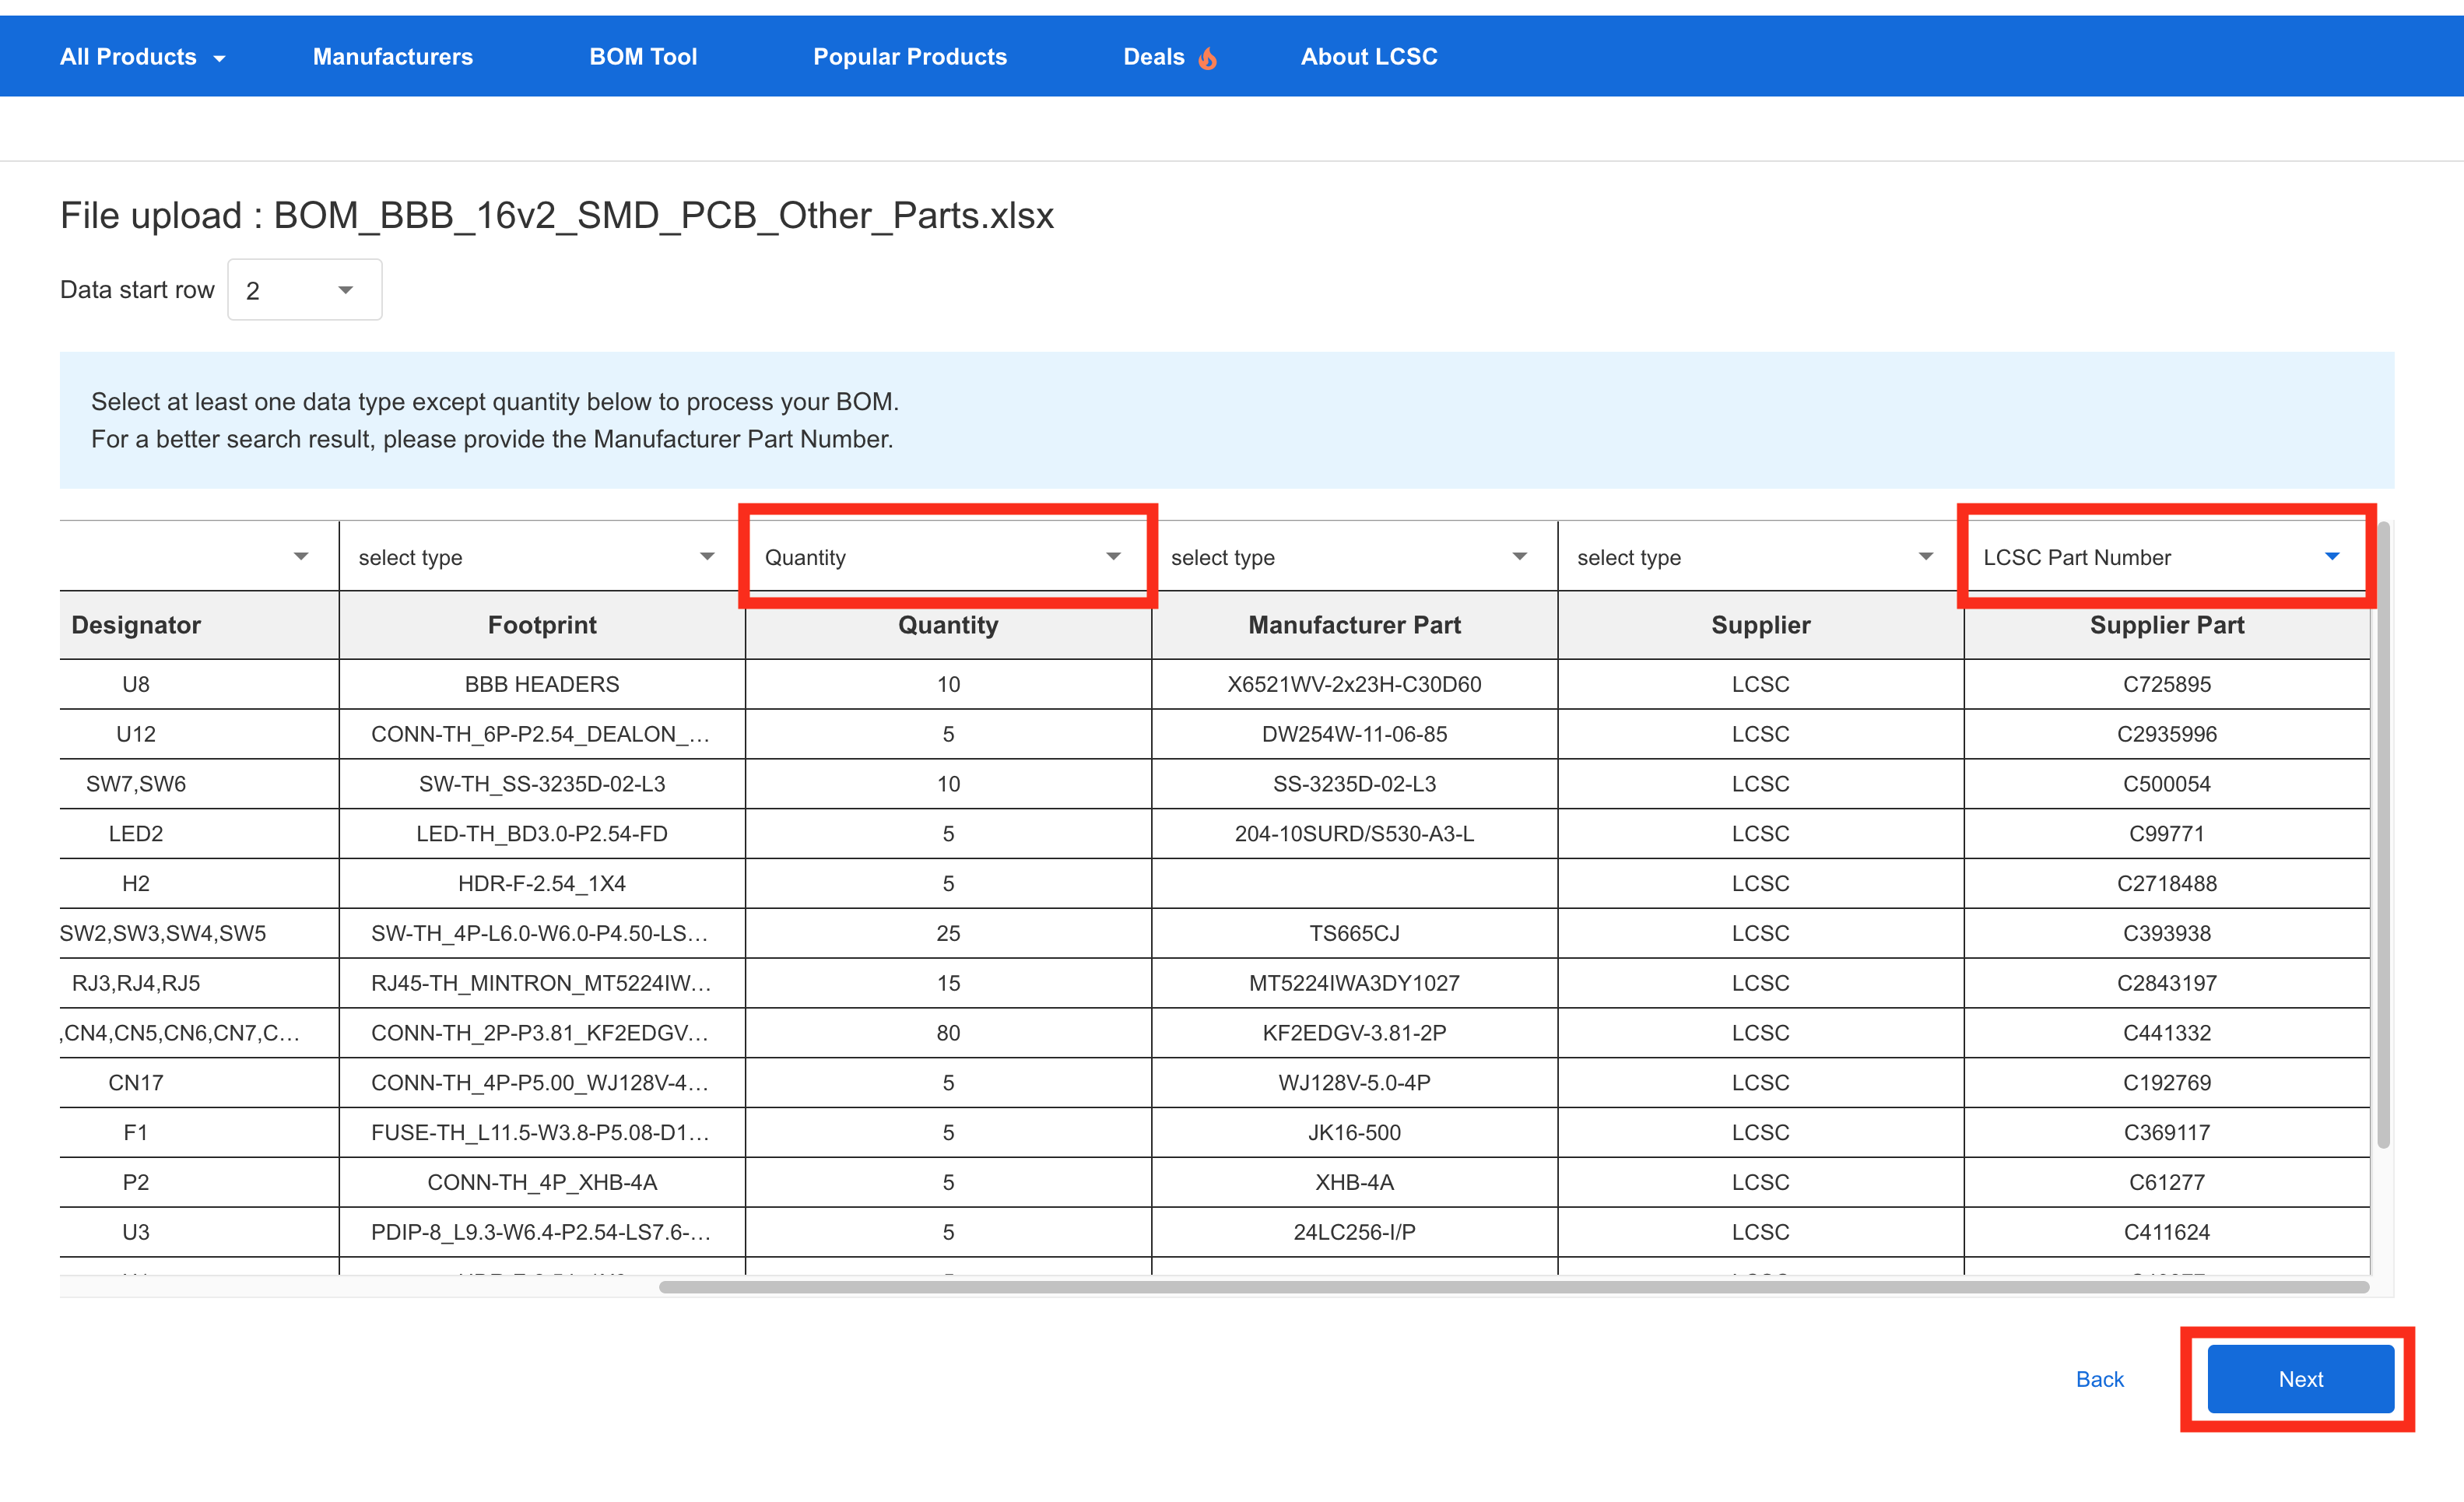 All Products Manufacturers BOM Tool Popular Products Deals About LCSC
File upload : BOM_BBB_16v2_SMD_PCB_Other_Parts.xlsx
Data start row 2
Select at least one data type except quantity below to process your BOM.
For a better search result, please provide the Manufacturer Part Number.
select type Quantity select type select type LCSC Part Number
Designator Footprint Quantity Manufacturer Part Supplier Supplier Part
U8 BBB HEADERS 10 X6521WV-2x23H-C30D60 LCSC C725895
U12 CONN-TH_6P-P2.54_DEALON_... 5 DW254W-11-06-85 LCSC C2935996
SW7,SW6 SW-TH_SS-3235D-02-L3 10 SS-3235D-02-L3 LCSC C500054
LED2 LED-TH_BD3.0-P2.54-FD 5 204-10SURD/S530-A3-L LCSC C99771
H2 HDR-F-2.54_1X4 5 LCSC C2718488
SW2,SW3,SW4,SW5 SW-TH_4P-L6.0-W6.0-P4.50-LS... 25 TS665CJ LCSC C393938
RJ3,RJ4,RJ5 RJ45-TH_MINTRON_MT5224IW... 15 MT5224IWA3DY1027 LCSC C2843197
,CN4,CN5,CN6,CN7,C... CONN-TH_2P-P3.81_KF2EDGV... 80 KF2EDGV-3.81-2P LCSC C441332
CN17 CONN-TH_4P-P5.00_WJ128V-4... 5 WJ128V-5.0-4P LCSC C192769
F1 FUSE-TH_L11.5-W3.8-P5.08-D1... 5 JK16-500 LCSC C369117
P2 CONN-TH_4P_XHB-4A 5 XHB-4A LCSC C61277
U3 PDIP-8_L9.3-W6.4-P2.54-LS7.6-... 5 24LC256-I/P LCSC C411624
Back Next